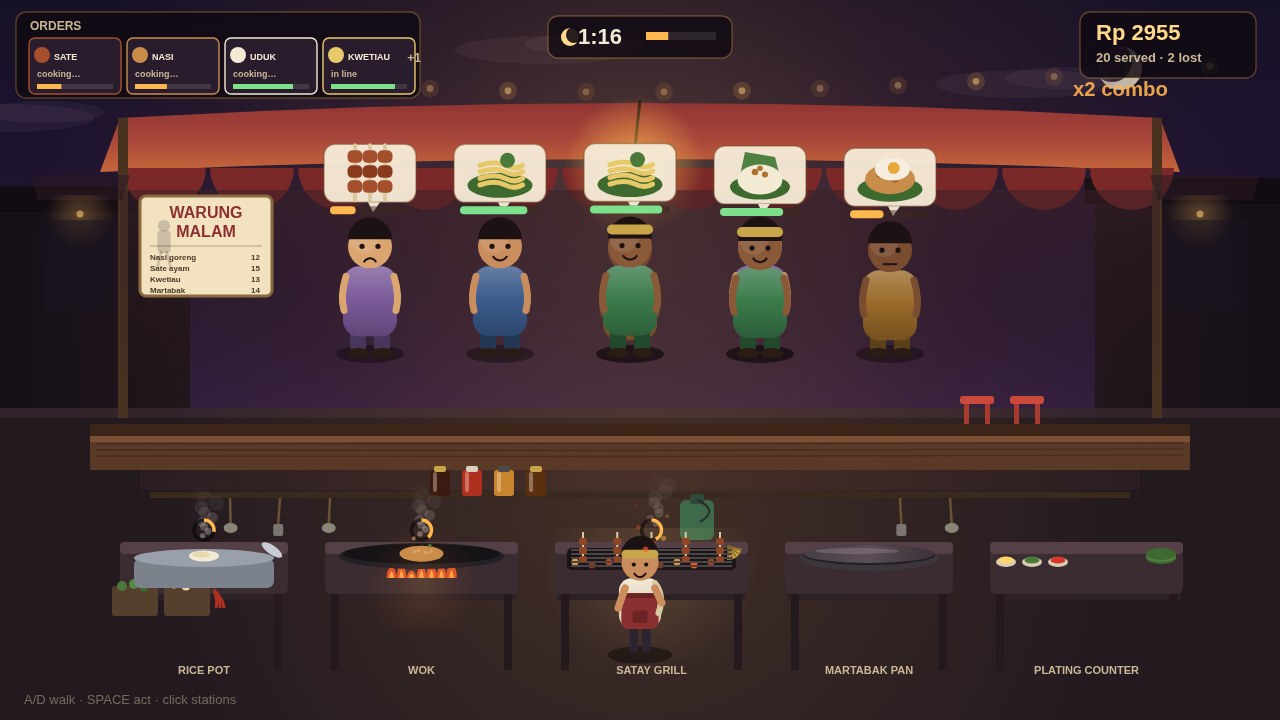 ORDERS
SATE
cooking…
NASI
cooking…
UDUK
cooking…
KWETIAU
in line
+1
1:16
Rp 2955
20 served · 2 lost
x2 combo
WARUNG
MALAM
Nasi goreng 12
Sate ayam 15
Kwetiau 13
Martabak 14
RICE POT
WOK
SATAY GRILL
MARTABAK PAN
PLATING COUNTER
A/D walk · SPACE act · click stations